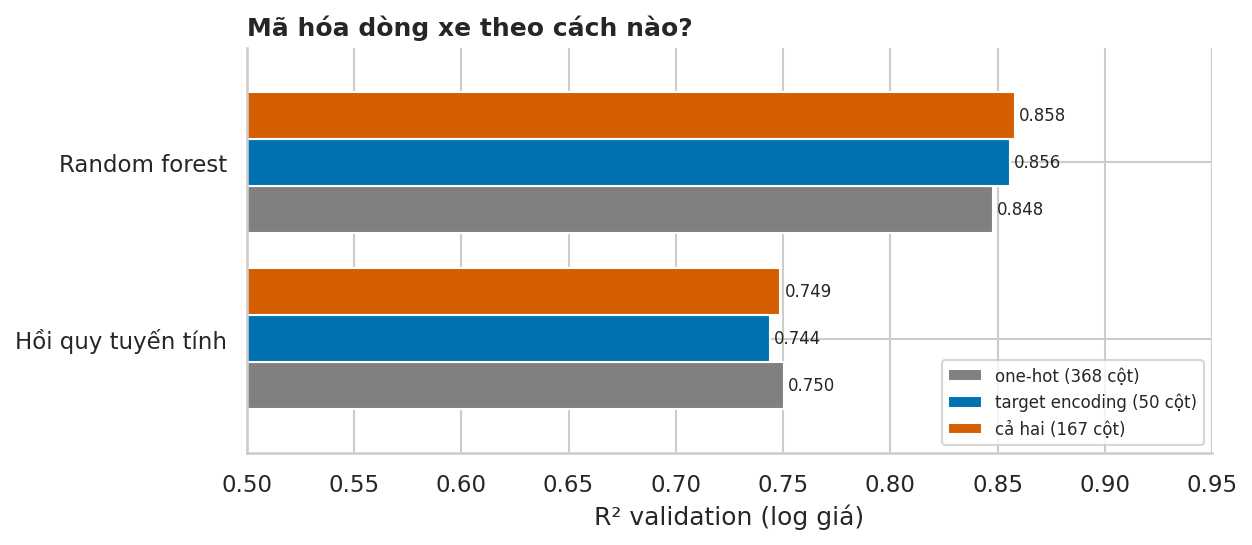 Mã hóa dòng xe theo cách nào?
Random forest
0.858
0.856
0.848
Hồi quy tuyến tính
0.749
0.744
0.750
one-hot (368 cột)
target encoding (50 cột)
cả hai (167 cột)
0.50 0.55 0.60 0.65 0.70 0.75 0.80 0.85 0.90 0.95
R² validation (log giá)